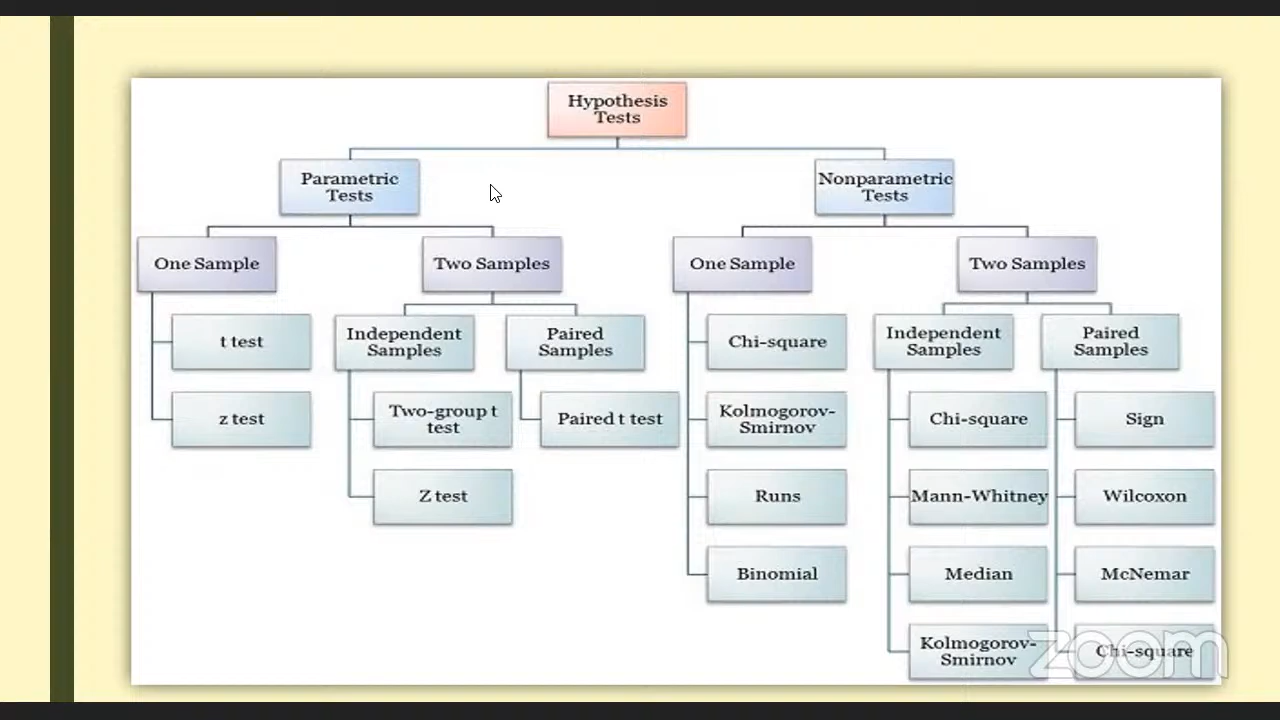 Hypothesis
Tests
Parametric
Tests
Nonparametric
Tests
One Sample
Two Samples
One Sample
Two Samples
t test
z test
Independent
Samples
Paired
Samples
Two-group t
test
Z test
Paired t test
Chi-square
Kolmogorov-
Smirnov
Runs
Binomial
Independent
Samples
Paired
Samples
Chi-square
Mann-Whitney
Median
Kolmogorov-
Smirnov
Sign
Wilcoxon
McNemar
Chi-square
zoom